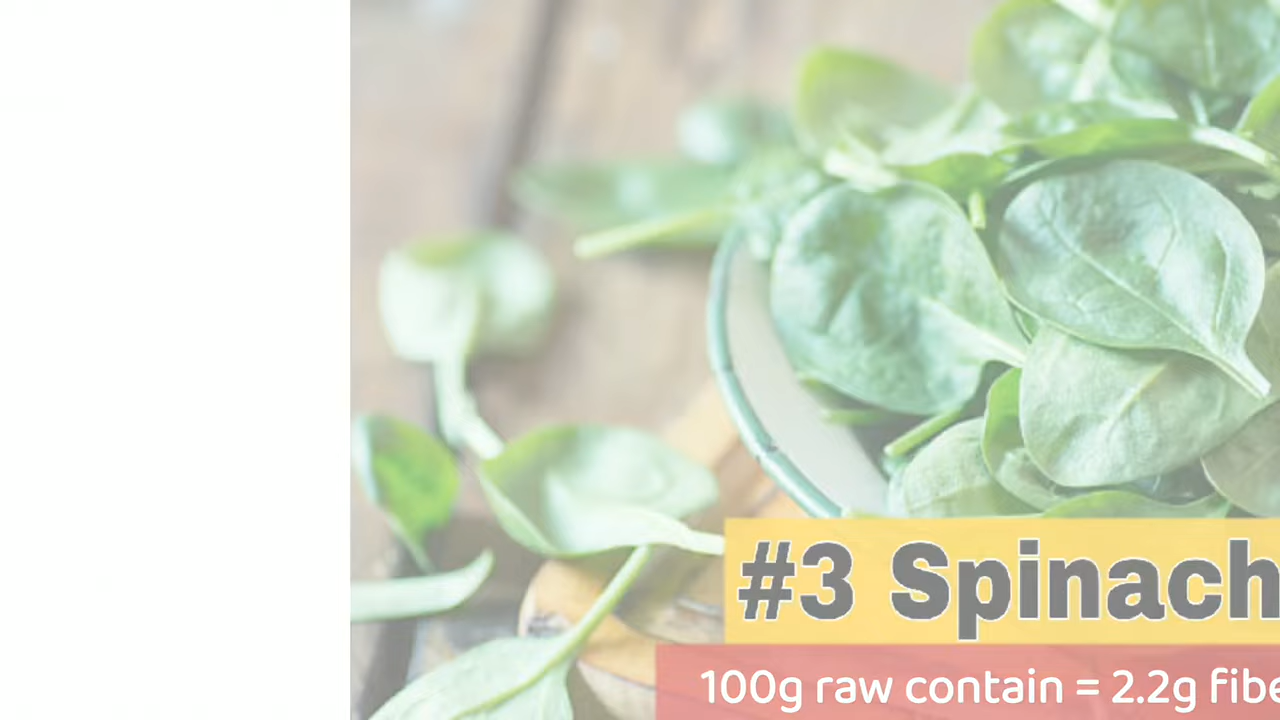 #3 Spinach
100g raw contain = 2.2g fibe